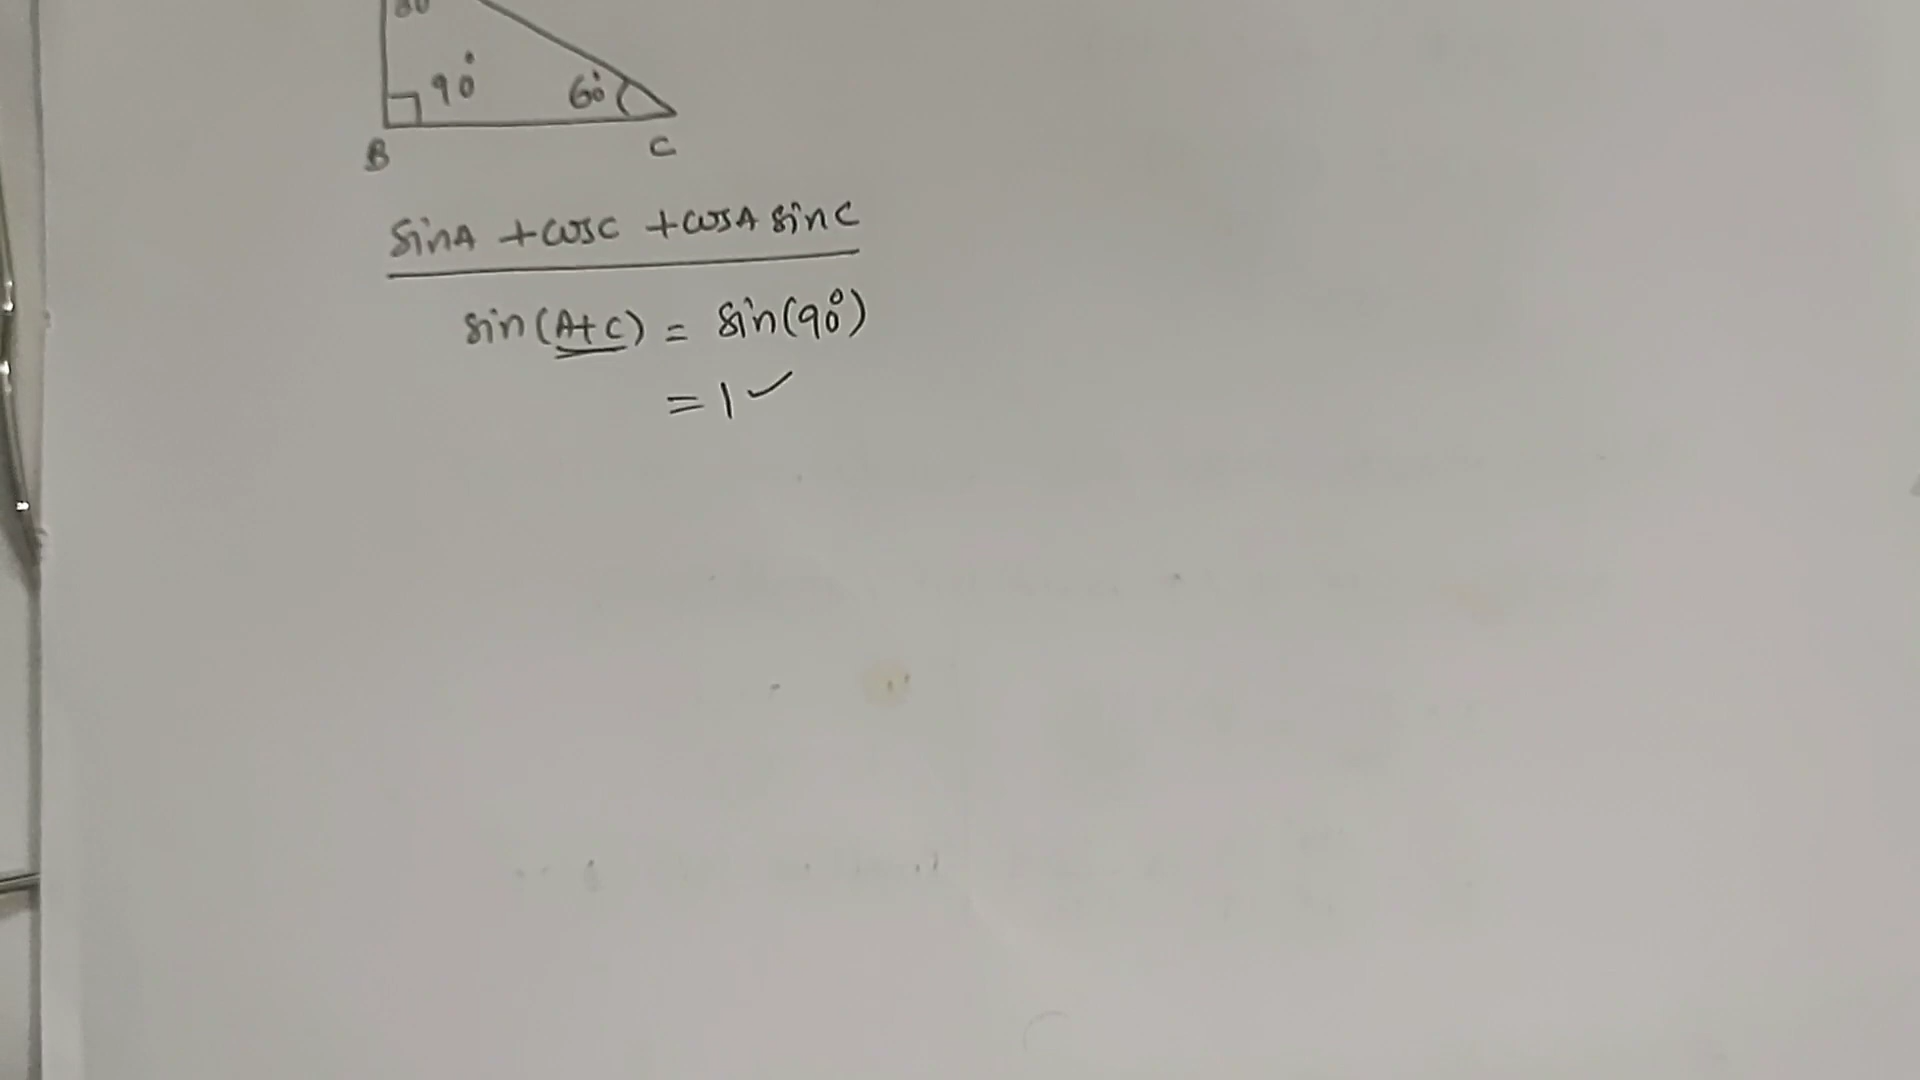 90°
60°
B
C
sinA + cosC + cosA sinC
sin(A+C) = sin(90°)
= 1 ✓